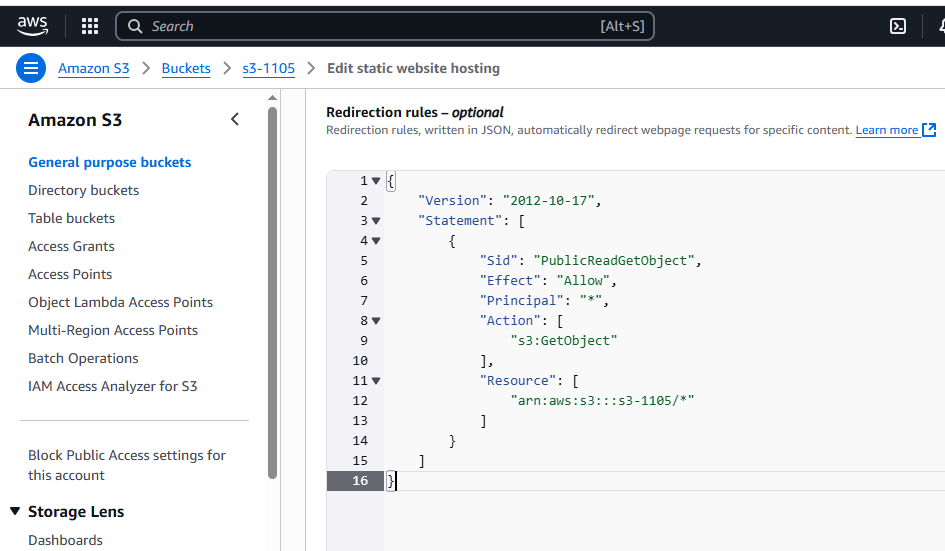 aws
Search [Alt+S]
Amazon S3 > Buckets > s3-1105 > Edit static website hosting
Amazon S3
General purpose buckets
Directory buckets
Table buckets
Access Grants
Access Points
Object Lambda Access Points
Multi-Region Access Points
Batch Operations
IAM Access Analyzer for S3
Block Public Access settings for
this account
Storage Lens
Dashboards
Redirection rules – optional
Redirection rules, written in JSON, automatically redirect webpage requests for specific content. Learn more
1 {
2     "Version": "2012-10-17",
3     "Statement": [
4         {
5             "Sid": "PublicReadGetObject",
6             "Effect": "Allow",
7             "Principal": "*",
8             "Action": [
9                 "s3:GetObject"
10             ],
11             "Resource": [
12                 "arn:aws:s3:::s3-1105/*"
13             ]
14         }
15     ]
16 }